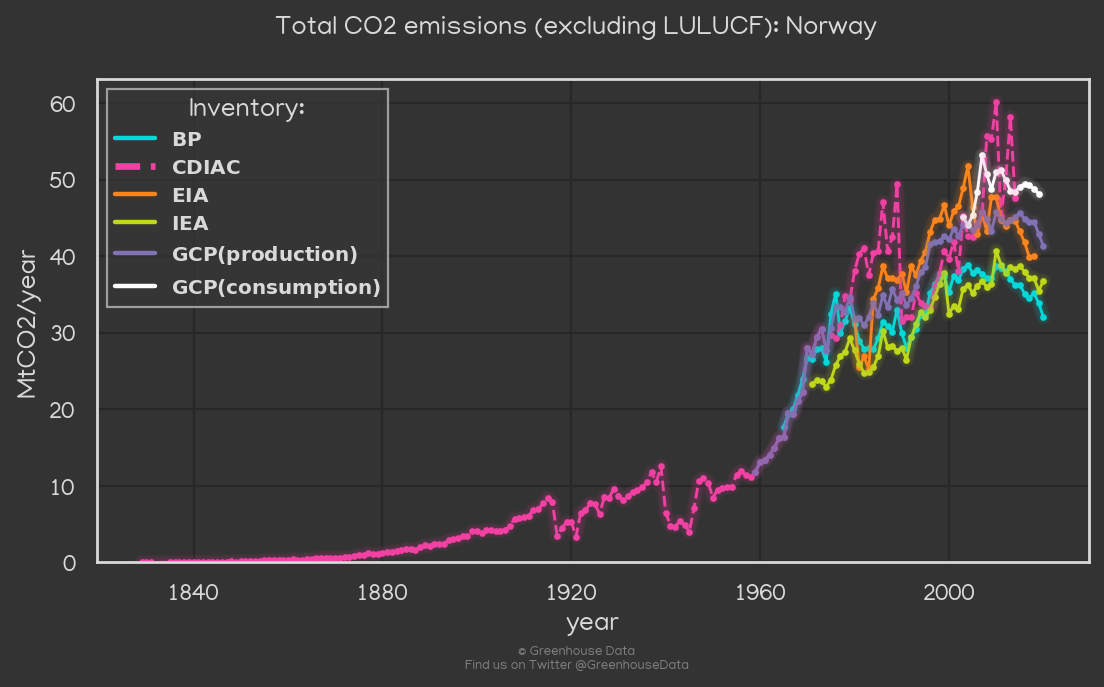 Total CO2 emissions (excluding LULUCF): Norway
Inventory:
BP
CDIAC
EIA
IEA
GCP(production)
GCP(consumption)
60
50
40
30
20
10
0
MtCO2/year
1840 1880 1920 1960 2000
year
© Greenhouse Data
Find us on Twitter @GreenhouseData